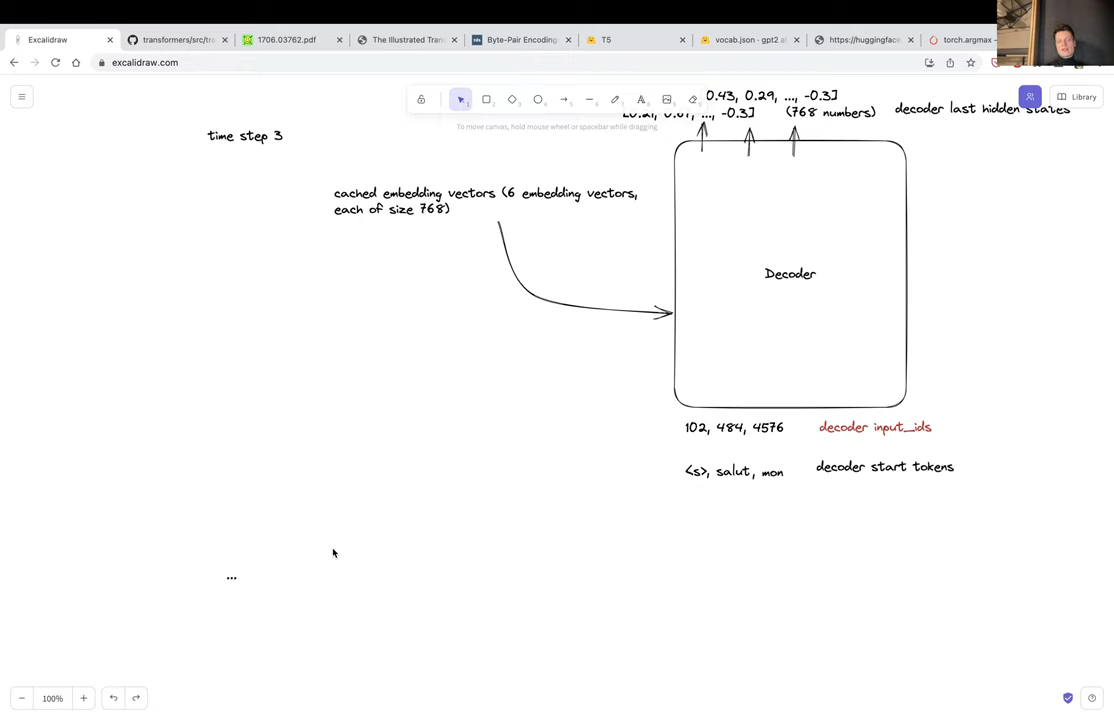 Excalidraw
transformers/src/tra
1706.03762.pdf
The Illustrated Tran
Byte-Pair Encoding
T5
vocab.json · gpt2 a
https://huggingfac
torch.argmax
excalidraw.com
Library
To move canvas, hold mouse wheel or spacebar while dragging
0.43, 0.29, ..., -0.3]
..., -0.3] (768 numbers)
decoder last hidden states
time step 3
cached embedding vectors (6 embedding vectors,
each of size 768)
Decoder
102, 484, 4576 decoder input_ids
<s>, salut, mon decoder start tokens
...
100%